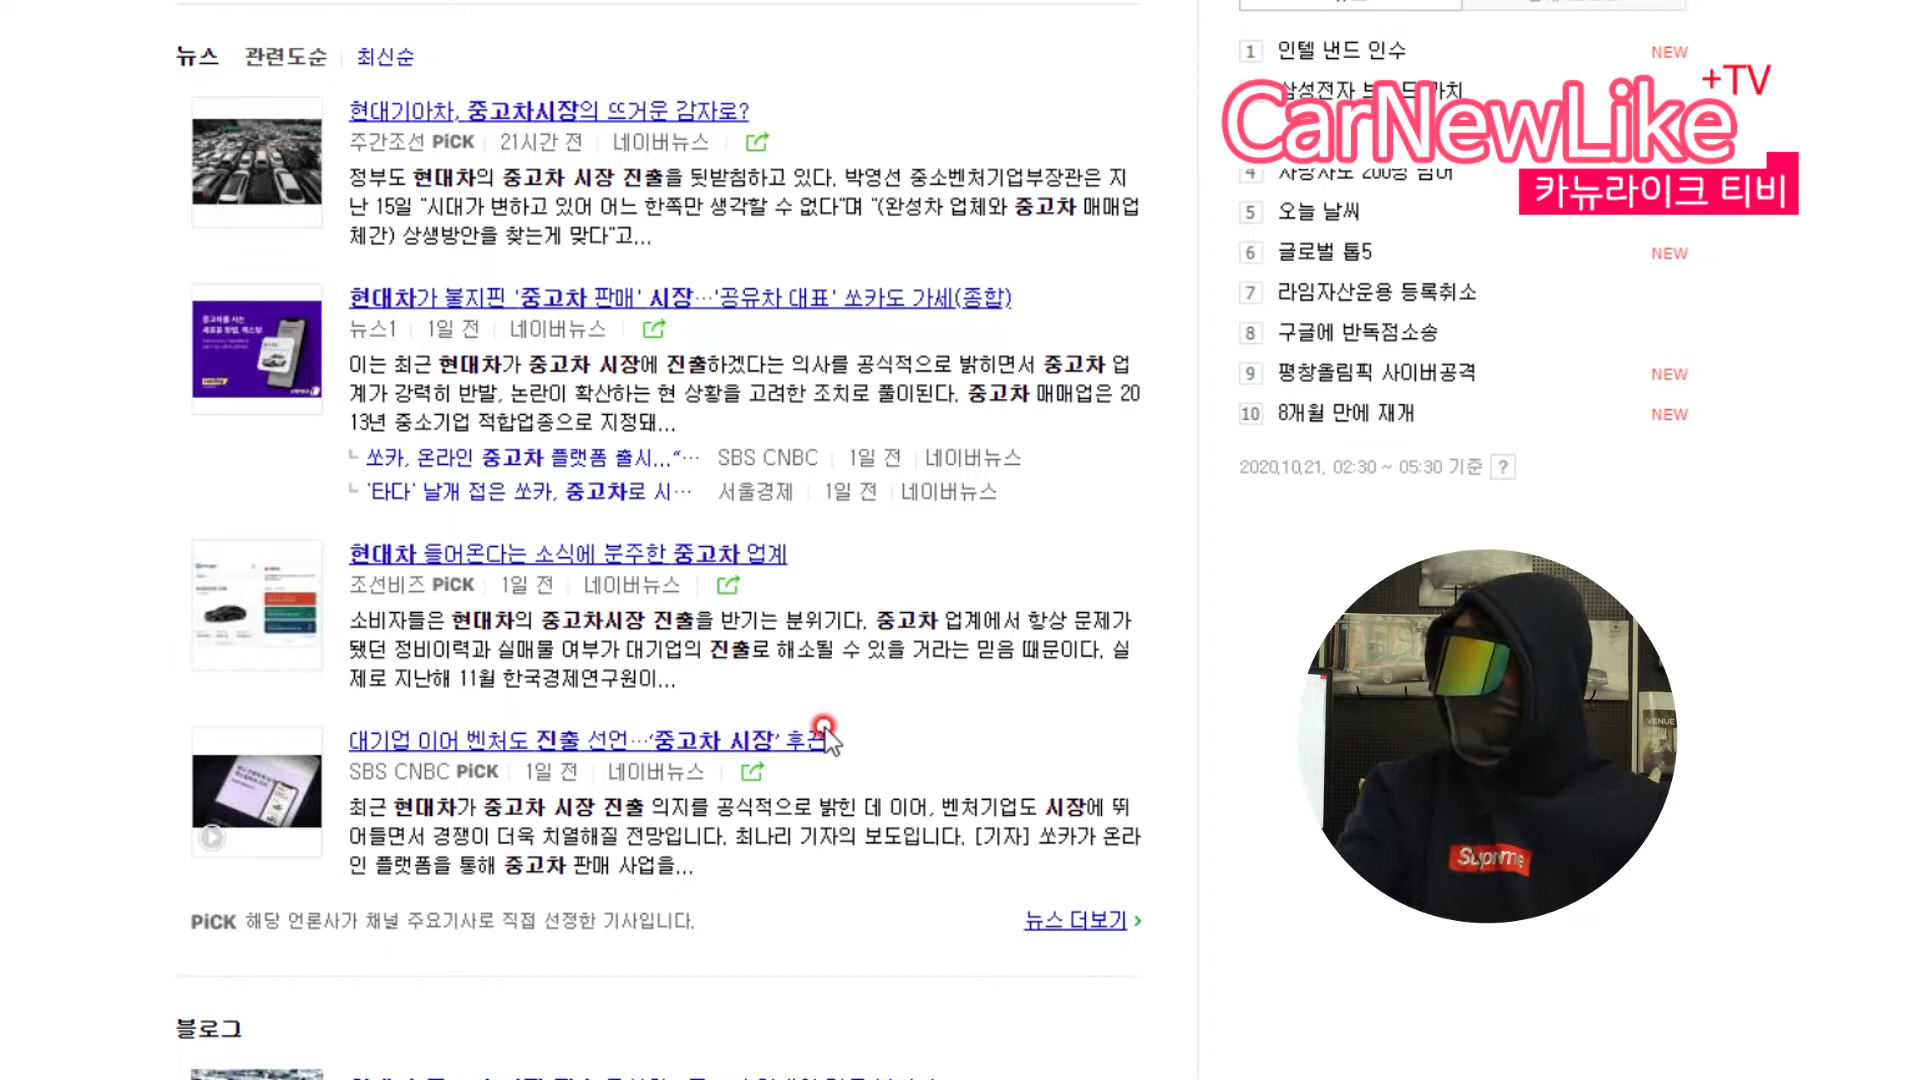 뉴스 관련도순 최신순
현대기아차, 중고차시장의 뜨거운 감자로?
주간조선 PiCK 21시간 전 네이버뉴스
정부도 현대차의 중고차 시장 진출을 뒷받침하고 있다. 박영선 중소벤처기업부장관은 지
난 15일 "시대가 변하고 있어 어느 한쪽만 생각할 수 없다"며 "(완성차 업체와 중고차 매매업
체간) 상생방안을 찾는게 맞다"고...
현대차가 불지핀 '중고차 판매' 시장…'공유차 대표' 쏘카도 가세(종합)
뉴스1 1일 전 네이버뉴스
이는 최근 현대차가 중고차 시장에 진출하겠다는 의사를 공식적으로 밝히면서 중고차 업
계가 강력히 반발, 논란이 확산하는 현 상황을 고려한 조치로 풀이된다. 중고차 매매업은 20
13년 중소기업 적합업종으로 지정돼...
쏘카, 온라인 중고차 플랫폼 출시..."… SBS CNBC 1일 전 네이버뉴스
'타다' 날개 접은 쏘카, 중고차로 시… 서울경제 1일 전 네이버뉴스
현대차 들어온다는 소식에 분주한 중고차 업계
조선비즈 PiCK 1일 전 네이버뉴스
소비자들은 현대차의 중고차시장 진출을 반기는 분위기다. 중고차 업계에서 항상 문제가
됐던 정비이력과 실매물 여부가 대기업의 진출로 해소될 수 있을 거라는 믿음 때문이다. 실
제로 지난해 11월 한국경제연구원이...
대기업 이어 벤처도 진출 선언…'중고차 시장'
SBS CNBC PiCK 1일 전 네이버뉴스
최근 현대차가 중고차 시장 진출 의지를 공식적으로 밝힌 데 이어, 벤처기업도 시장에 뛰
어들면서 경쟁이 더욱 치열해질 전망입니다. 최나리 기자의 보도입니다. [기자] 쏘카가 온라
인 플랫폼을 통해 중고차 판매 사업을...
PiCK 해당 언론사가 채널 주요기사로 직접 선정한 기사입니다.
뉴스 더보기
블로그
1 인텔 낸드 인수 NEW
CarNewLike +TV
카뉴라이크 티비
5 오늘 날씨
6 글로벌 톱5 NEW
7 라임자산운용 등록취소
8 구글에 반독점소송
9 평창올림픽 사이버공격 NEW
10 8개월 만에 재개 NEW
2020.10.21. 02:30 ~ 05:30 기준 ?
VENUE
Supreme